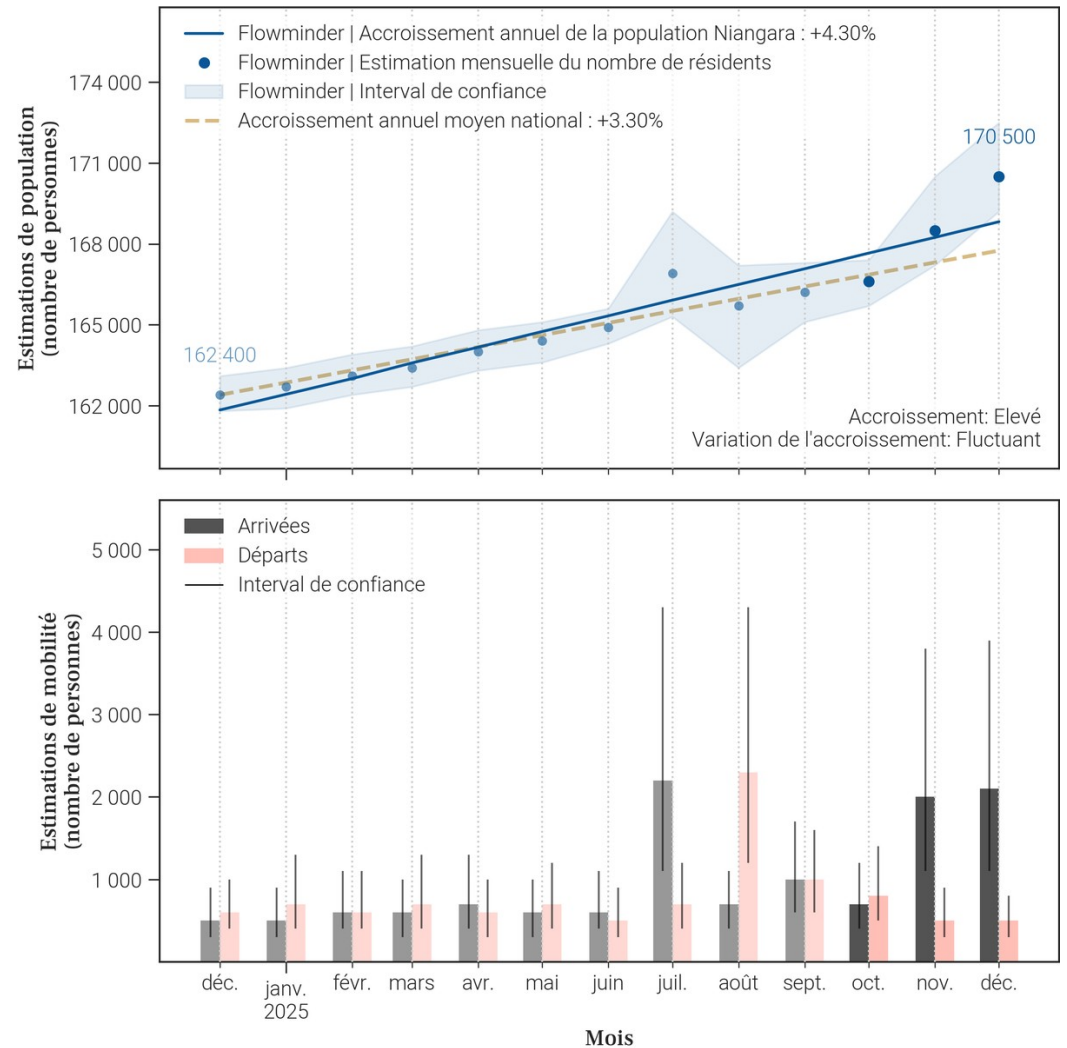 Flowminder | Accroissement annuel de la population Niangara : +4.30%
Flowminder | Estimation mensuelle du nombre de résidents
Flowminder | Interval de confiance
Accroissement annuel moyen national : +3.30%
Estimations de population
(nombre de personnes)
174 000
171 000
168 000
165 000
162 000
162 400
170 500
Accroissement: Elevé
Variation de l'accroissement: Fluctuant
Arrivées
Départs
Interval de confiance
Estimations de mobilité
(nombre de personnes)
5 000
4 000
3 000
2 000
1 000
déc. janv. févr. mars avr. mai juin juil. août sept. oct. nov. déc.
2025
Mois